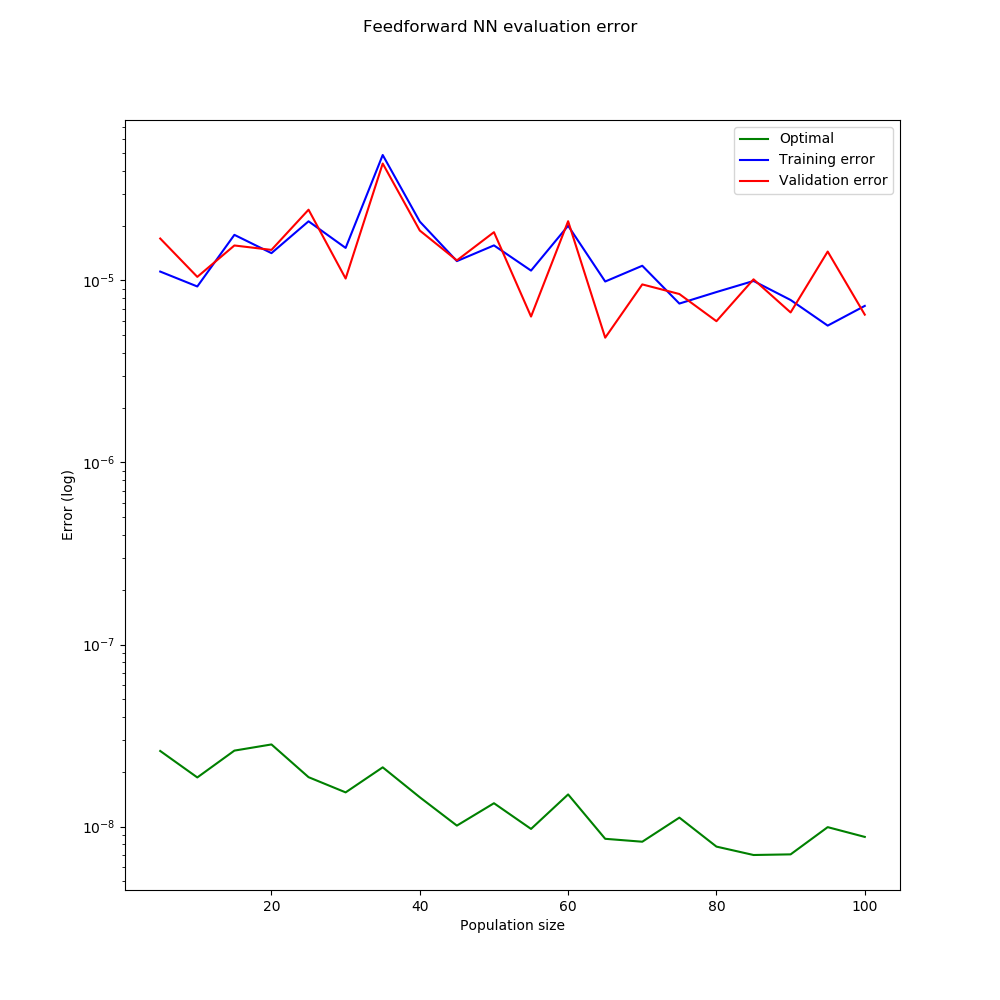 Feedforward NN evaluation error
Optimal
Training error
Validation error
10⁻⁵
10⁻⁶
10⁻⁷
10⁻⁸
Error (log)
20 40 60 80 100
Population size